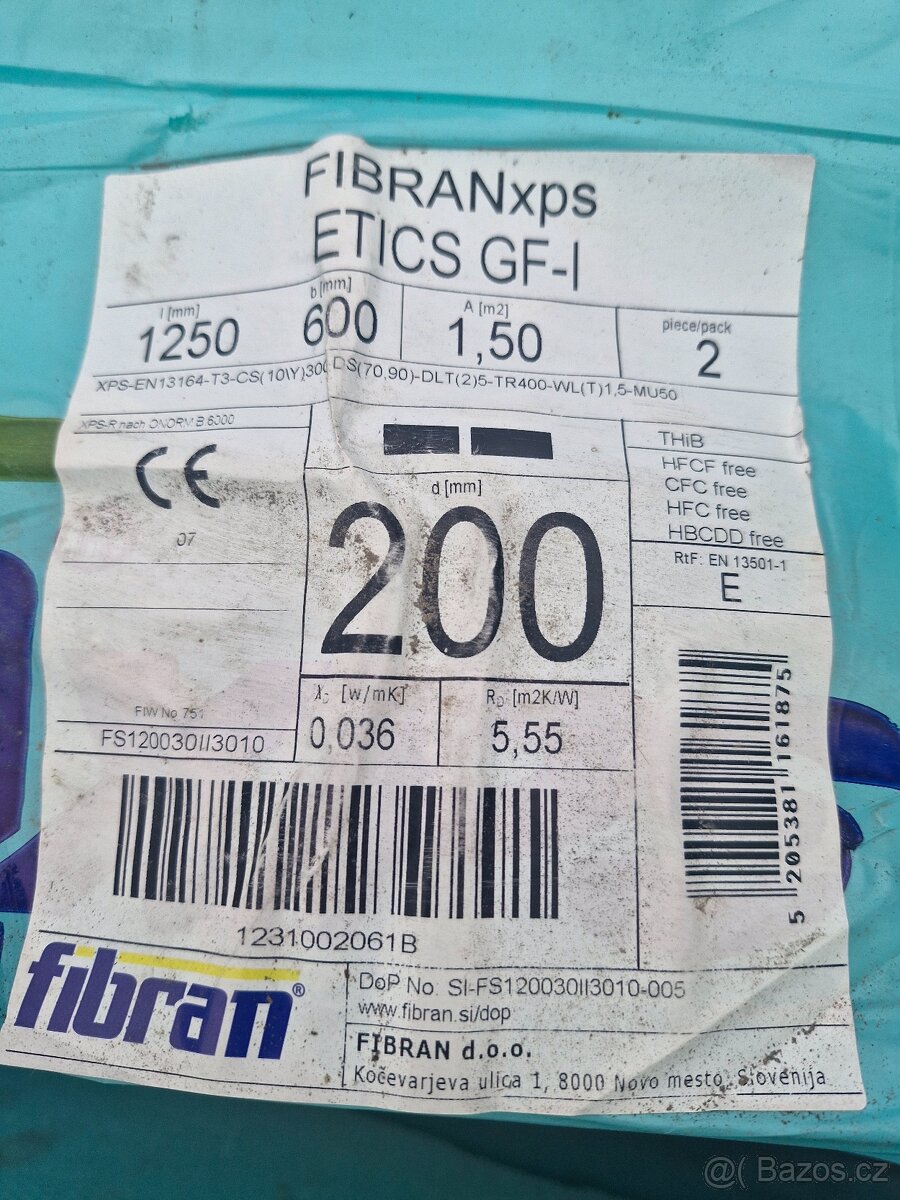 FIBRANxps
ETICS GF-I
l [mm] b [mm] A [m2] piece/pack
1250 600 1,50 2
XPS-EN13164-T3-CS(10\Y)300 DS(70,90)-DLT(2)5-TR400-WL(T)1,5-MU50
XPS-R nach ÖNORM B 6000
CE
07
FIW No 751
FS120030II3010
d [mm]
200
λD [w/mK] RD [m2K/W]
0,036 5,55
THiB
HFCF free
CFC free
HFC free
HBCDD free
RtF: EN 13501-1
E
5 205381 161875
1231002061B
fibran®
DoP No. SI-FS120030II3010-005
www.fibran.si/dop
FIBRAN d.o.o.
Kočevarjeva ulica 1, 8000 Novo mesto, Slovenija
@( Bazos.cz